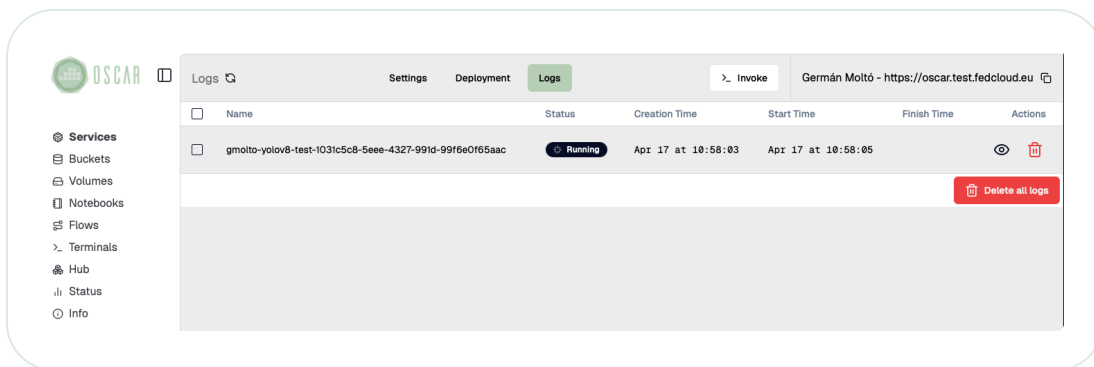 OSCAR
Logs
Settings
Deployment
Logs
>_ Invoke
Germán Moltó - https://oscar.test.fedcloud.eu
Name
Status
Creation Time
Start Time
Finish Time
Actions
gmolto-yolov8-test-1031c5c8-5eee-4327-991d-99f6e0f65aac
Running
Apr 17 at 10:58:03
Apr 17 at 10:58:05
Delete all logs
Services
Buckets
Volumes
Notebooks
Flows
Terminals
Hub
Status
Info